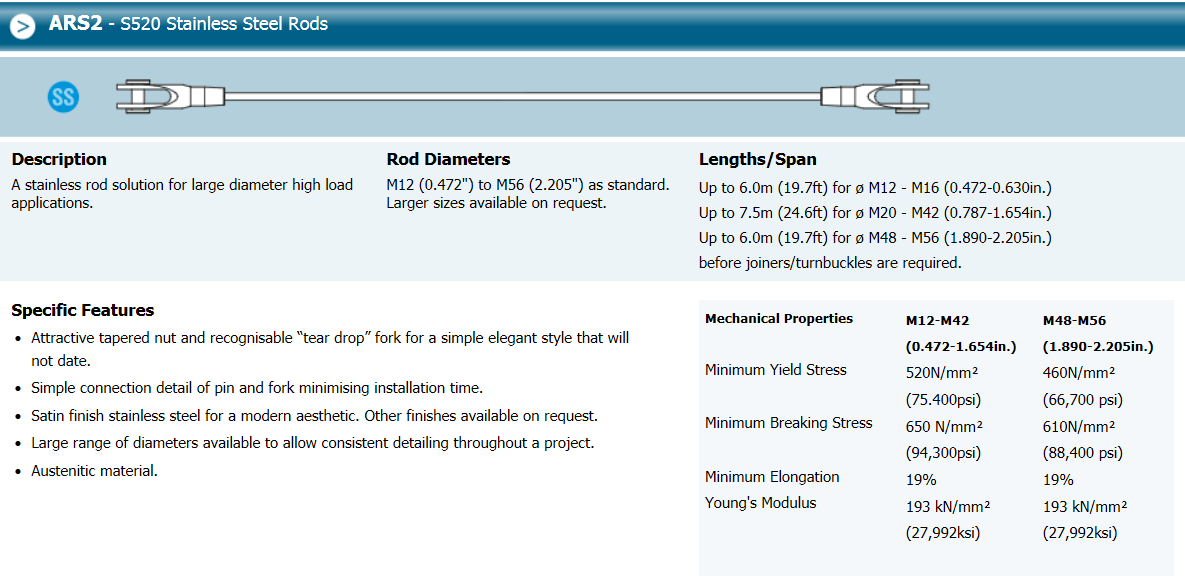 ARS2 - S520 Stainless Steel Rods
SS
Description
A stainless rod solution for large diameter high load
applications.
Rod Diameters
M12 (0.472") to M56 (2.205") as standard.
Larger sizes available on request.
Lengths/Span
Up to 6.0m (19.7ft) for ø M12 - M16 (0.472-0.630in.)
Up to 7.5m (24.6ft) for ø M20 - M42 (0.787-1.654in.)
Up to 6.0m (19.7ft) for ø M48 - M56 (1.890-2.205in.)
before joiners/turnbuckles are required.
Specific Features
• Attractive tapered nut and recognisable “tear drop” fork for a simple elegant style that will
not date.
• Simple connection detail of pin and fork minimising installation time.
• Satin finish stainless steel for a modern aesthetic. Other finishes available on request.
• Large range of diameters available to allow consistent detailing throughout a project.
• Austenitic material.
Mechanical Properties M12-M42 M48-M56
(0.472-1.654in.) (1.890-2.205in.)
Minimum Yield Stress 520N/mm² 460N/mm²
(75.400psi) (66,700 psi)
Minimum Breaking Stress 650 N/mm² 610N/mm²
(94,300psi) (88,400 psi)
Minimum Elongation 19% 19%
Young's Modulus 193 kN/mm² 193 kN/mm²
(27,992ksi) (27,992ksi)